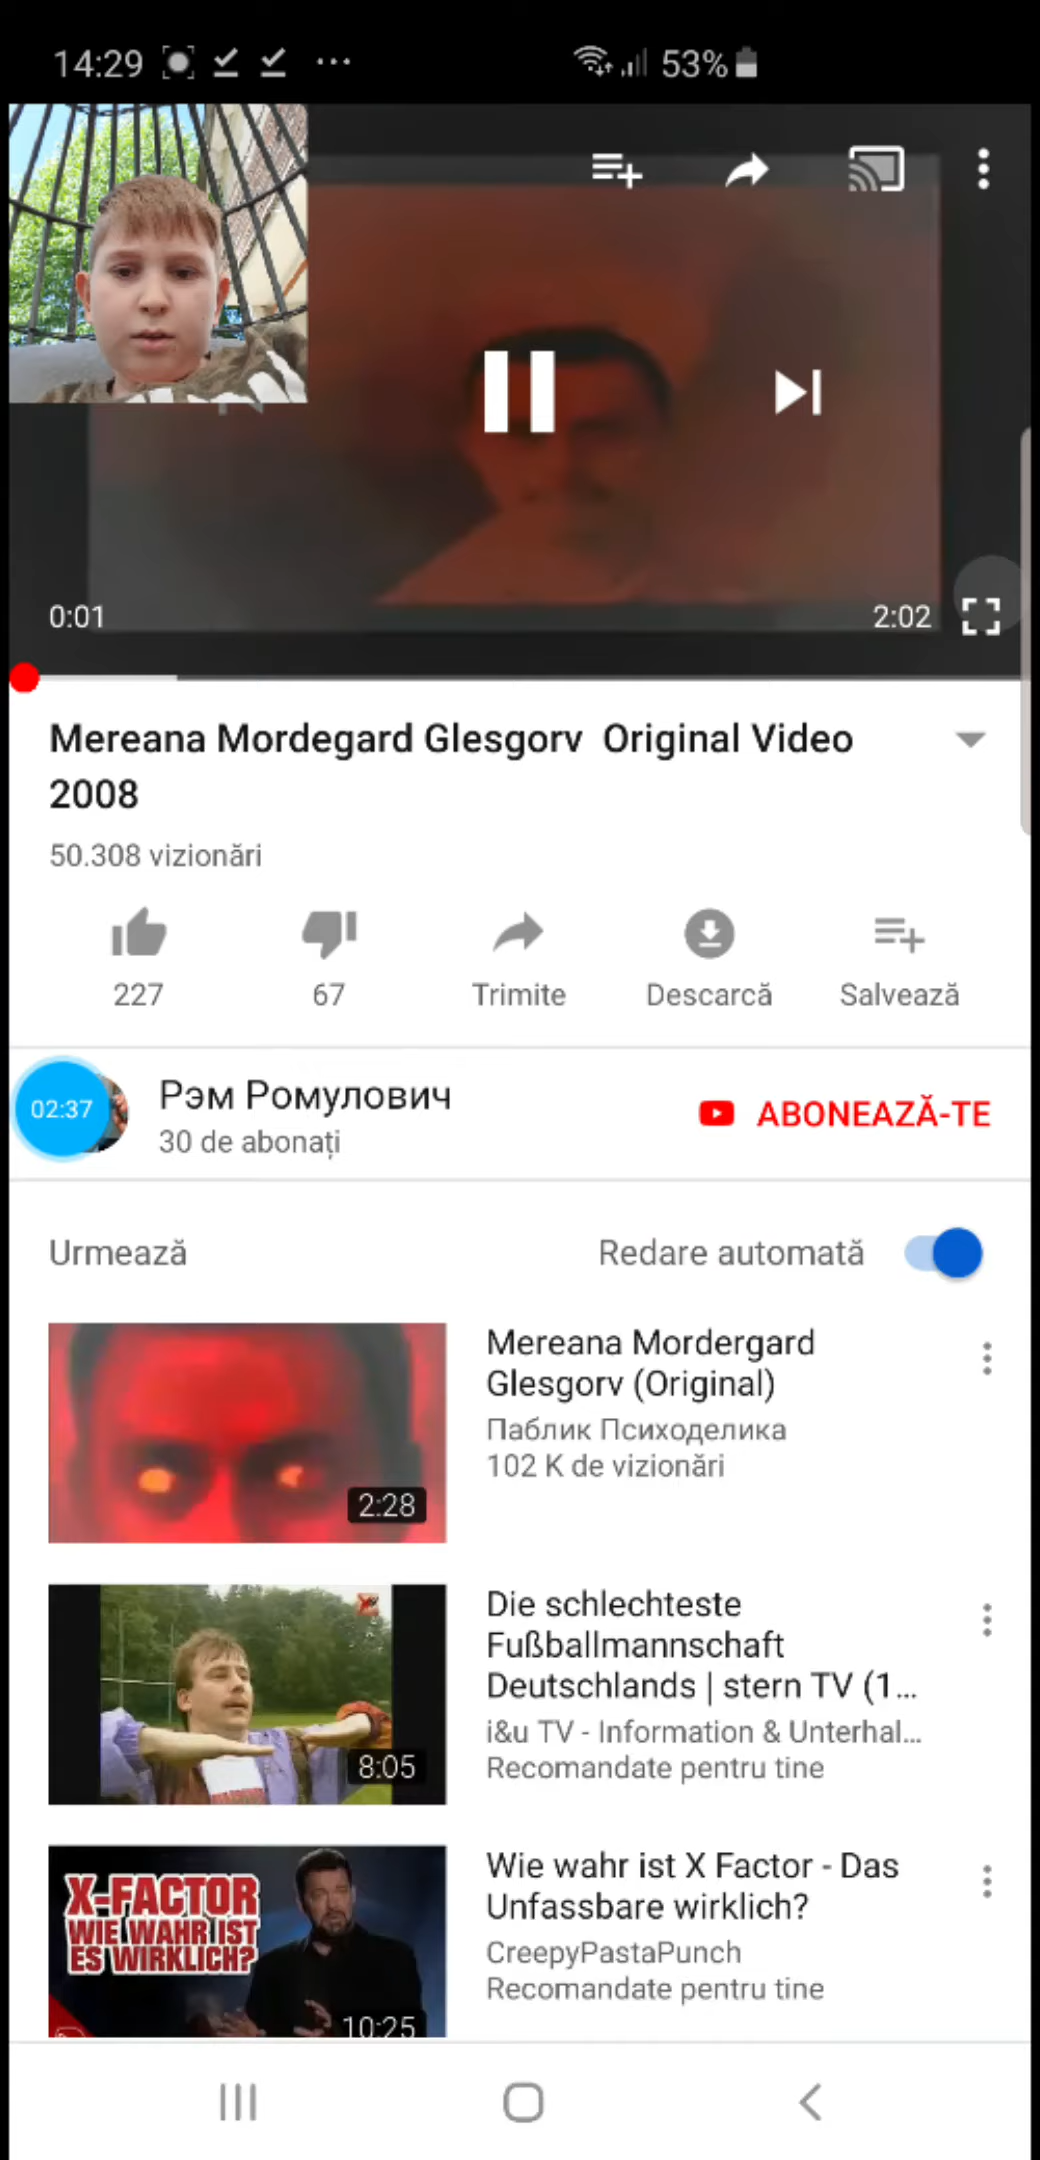 14:29
53%
0:01
2:02
Mereana Mordegard Glesgorv Original Video
2008
50.308 vizionări
227
67
Trimite
Descarcă
Salvează
02:37
Рэм Ромулович
30 de abonați
ABONEAZĂ-TE
Urmează
Redare automată
Mereana Mordergard
Glesgorv (Original)
Паблик Психоделика
102 K de vizionări
2:28
Die schlechteste
Fußballmannschaft
Deutschlands | stern TV (1...
i&u TV - Information & Unterhal...
Recomandate pentru tine
8:05
X-FACTOR
WIE WAHR IST
ES WIRKLICH?
10:25
Wie wahr ist X Factor - Das
Unfassbare wirklich?
CreepyPastaPunch
Recomandate pentru tine